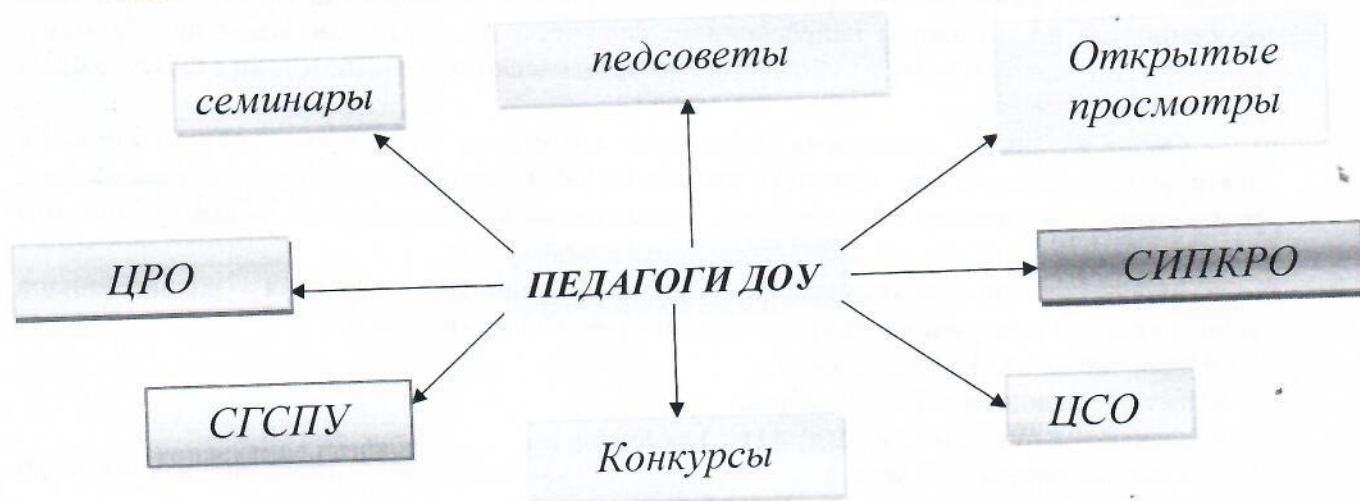 педсоветы
Открытые
просмотры
семинары
ЦРО
ПЕДАГОГИ ДОУ
СИПКРО
СГСПУ
ЦСО
Конкурсы